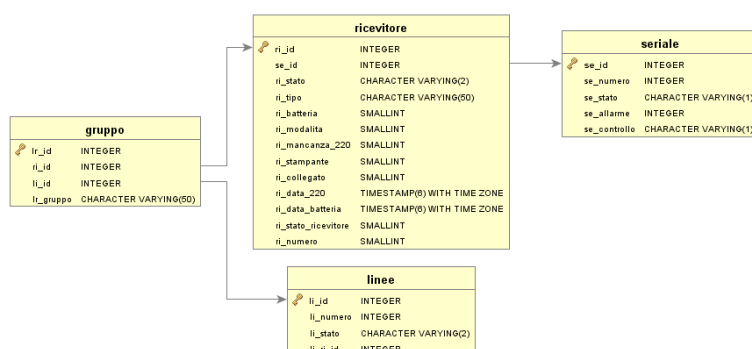 ricevitore
ri_id INTEGER
se_id INTEGER
ri_stato CHARACTER VARYING(2)
ri_tipo CHARACTER VARYING(50)
ri_batteria SMALLINT
ri_modalita SMALLINT
ri_mancanza_220 SMALLINT
ri_stampante SMALLINT
ri_collegato SMALLINT
ri_data_220 TIMESTAMP(6) WITH TIME ZONE
ri_data_batteria TIMESTAMP(6) WITH TIME ZONE
ri_stato_ricevitore SMALLINT
ri_numero SMALLINT
seriale
se_id INTEGER
se_numero INTEGER
se_stato CHARACTER VARYING(1)
se_allarme INTEGER
se_controllo CHARACTER VARYING(1)
gruppo
lr_id INTEGER
ri_id INTEGER
li_id INTEGER
lr_gruppo CHARACTER VARYING(50)
linee
li_id INTEGER
li_numero INTEGER
li_stato CHARACTER VARYING(2)
li_ri_id INTEGER